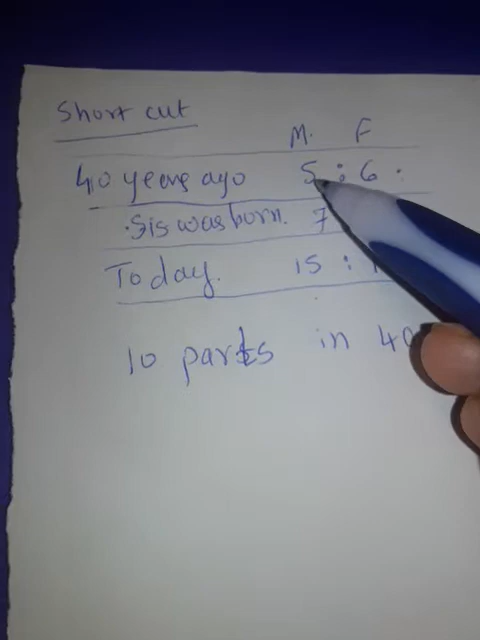 Short cut
M. F
40 years ago 5 : 6 :
Sis was born. 7
Today. 15 :
10 parts in 40